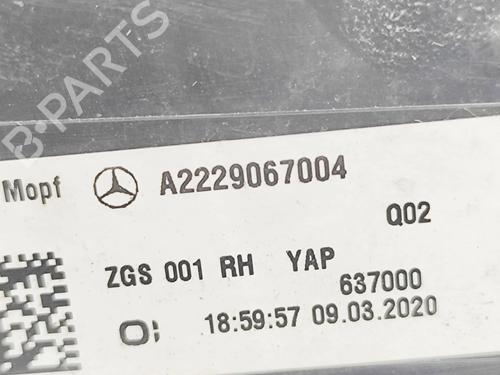 B-PARTS
Mopf A2229067004
Q02
ZGS 001 RH YAP
637000
18:59:57 09.03.2020